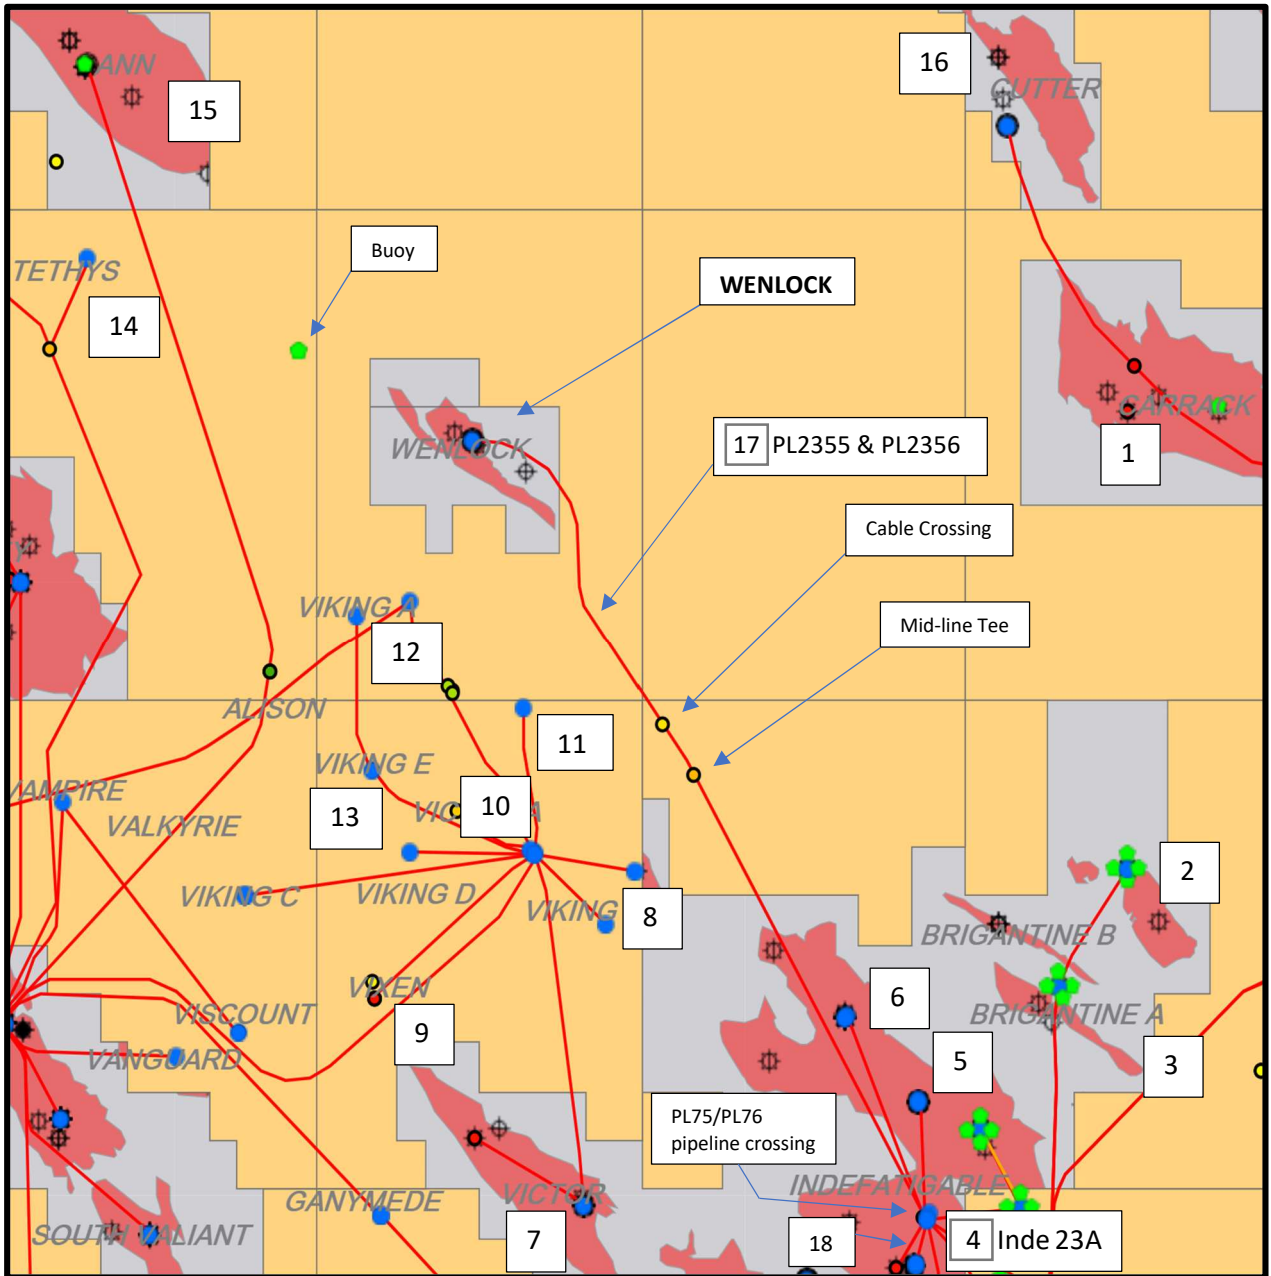 ANN
15
16
CUTTER
TETHYS
14
Buoy
WENLOCK
WENLOCK
17 PL2355 & PL2356
CARRACK
1
Cable Crossing
Mid-line Tee
VIKING A
12
ALISON
11
VIKING E
VAMPIRE
13
10
VALKYRIE
VIKING C
VIKING D
VIKING
8
2
BRIGANTINE B
6
BRIGANTINE A
VIXEN
VISCOUNT
9
VANGUARD
5
3
PL75/PL76
pipeline crossing
INDEFATIGABLE
GANYMEDE
VICTOR
SOUTH VALIANT
7
18
4 Inde 23A